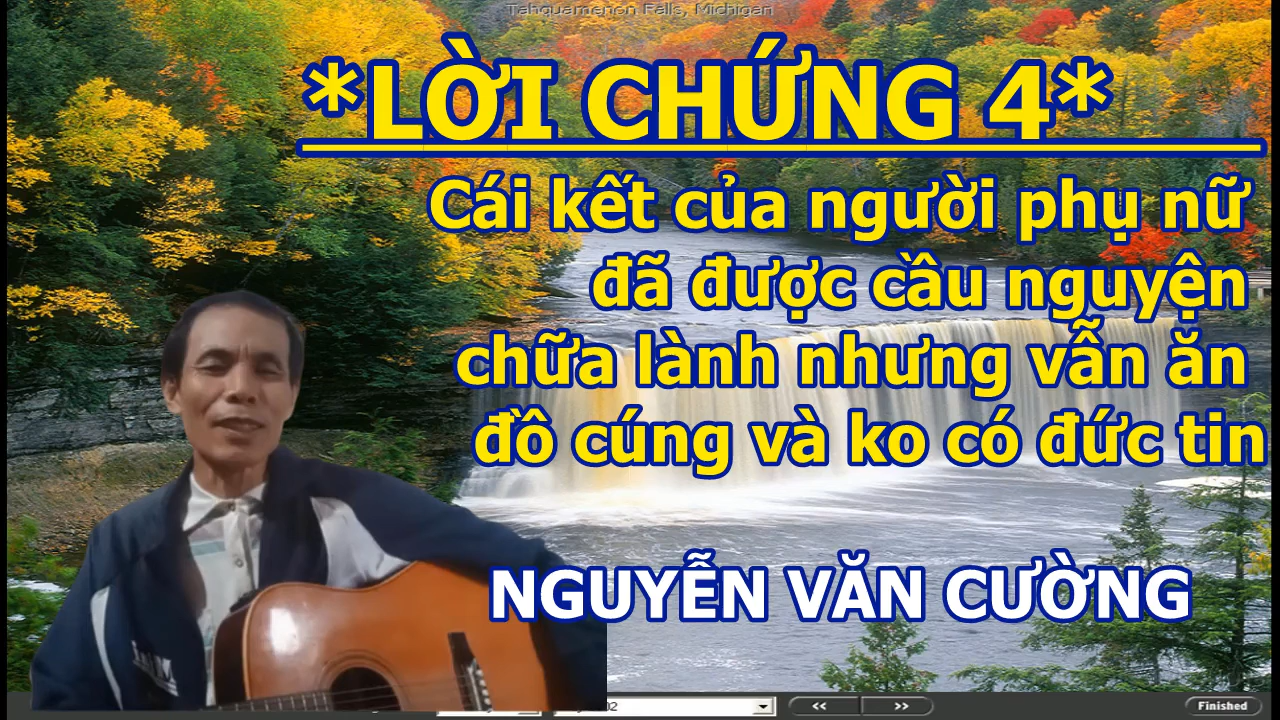 Tahquamenon Falls, Michigan
*LỜI CHỨNG 4*
Cái kết của người phụ nữ
đã được cầu nguyện
chữa lành nhưng vẫn ăn
đồ cúng và ko có đức tin
NGUYỄN VĂN CƯỜNG
<< >> Finished